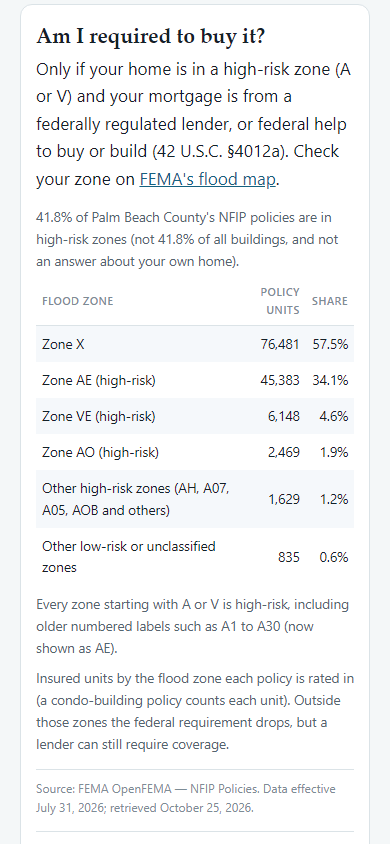 Am I required to buy it?
Only if your home is in a high-risk zone (A
or V) and your mortgage is from a
federally regulated lender, or federal help
to buy or build (42 U.S.C. §4012a). Check
your zone on FEMA's flood map.
41.8% of Palm Beach County's NFIP policies are in
high-risk zones (not 41.8% of all buildings, and not
an answer about your own home).
FLOOD ZONE POLICY UNITS SHARE
Zone X 76,481 57.5%
Zone AE (high-risk) 45,383 34.1%
Zone VE (high-risk) 6,148 4.6%
Zone AO (high-risk) 2,469 1.9%
Other high-risk zones (AH, A07,
A05, AOB and others) 1,629 1.2%
Other low-risk or unclassified
zones 835 0.6%
Every zone starting with A or V is high-risk, including
older numbered labels such as A1 to A30 (now
shown as AE).
Insured units by the flood zone each policy is rated in
(a condo-building policy counts each unit). Outside
those zones the federal requirement drops, but a
lender can still require coverage.
Source: FEMA OpenFEMA — NFIP Policies. Data effective
July 31, 2026; retrieved October 25, 2026.